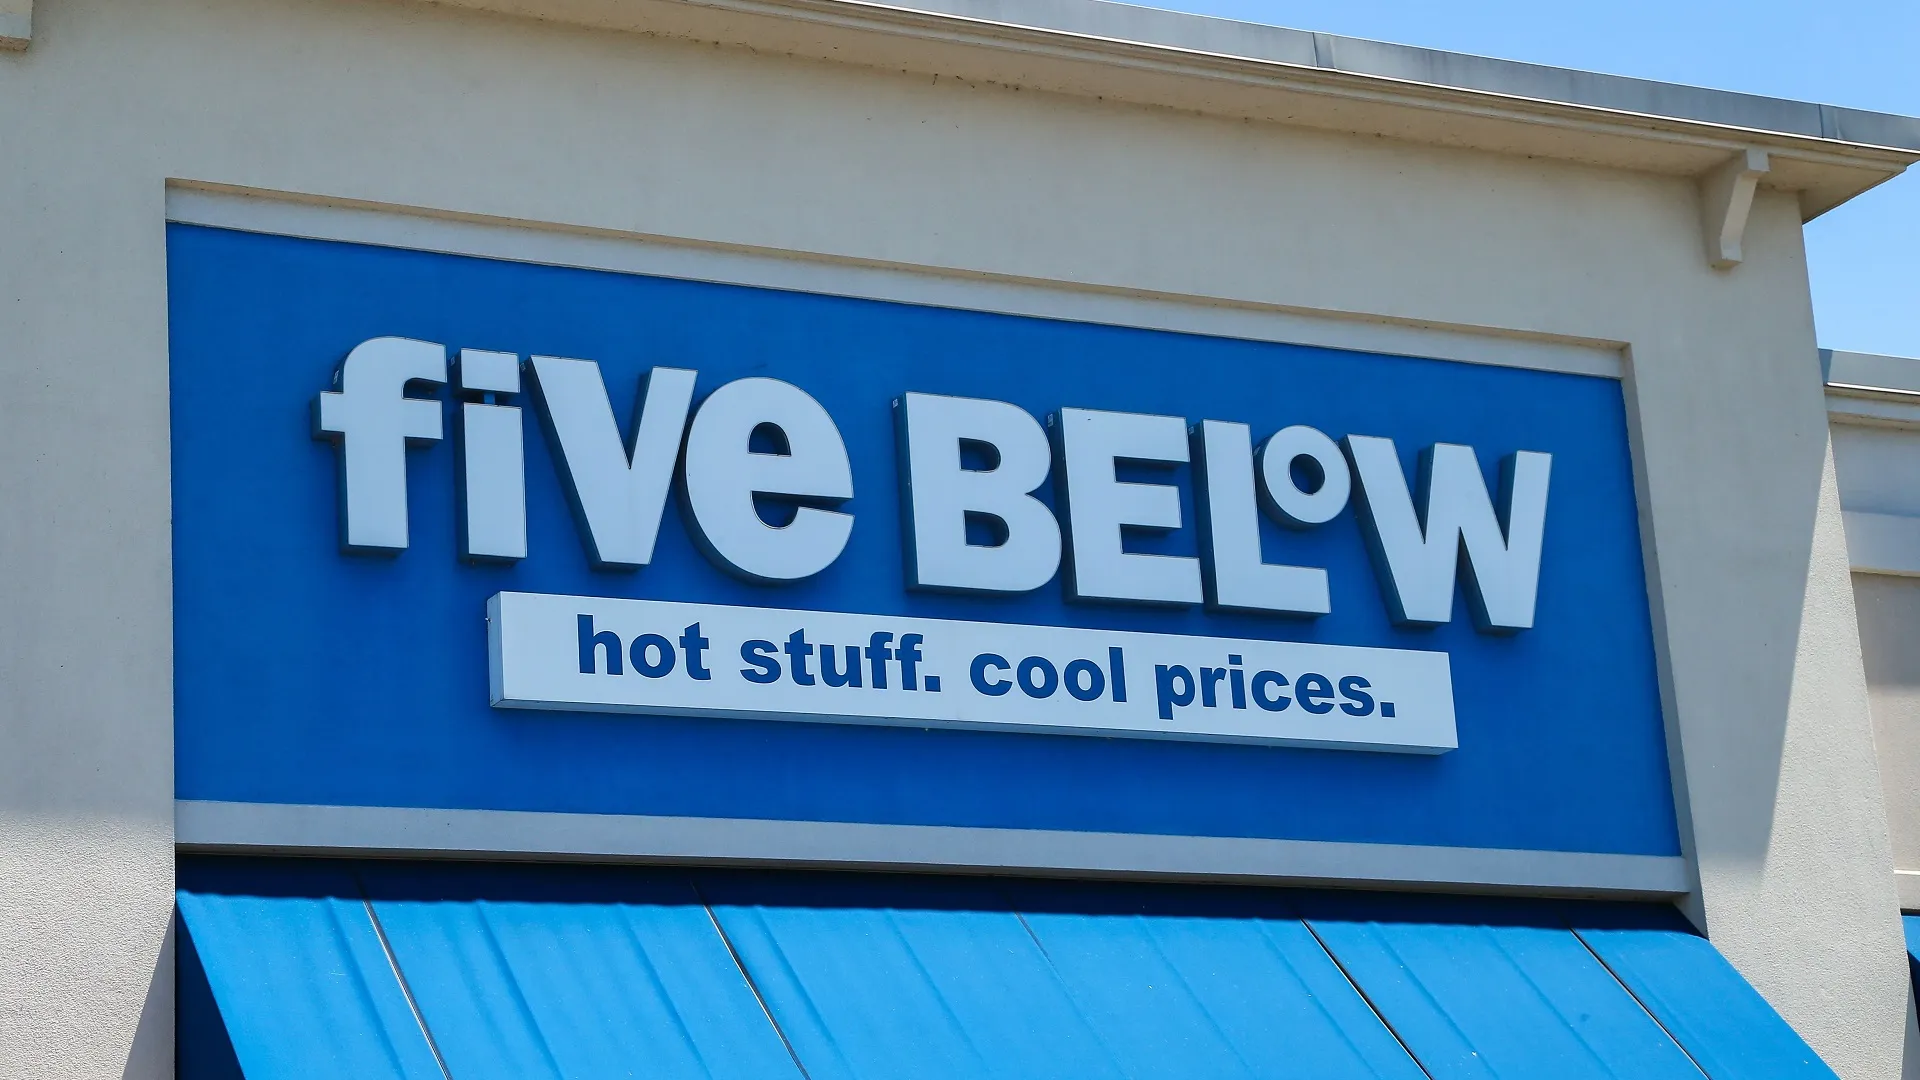 five BELoW
hot stuff. cool prices.